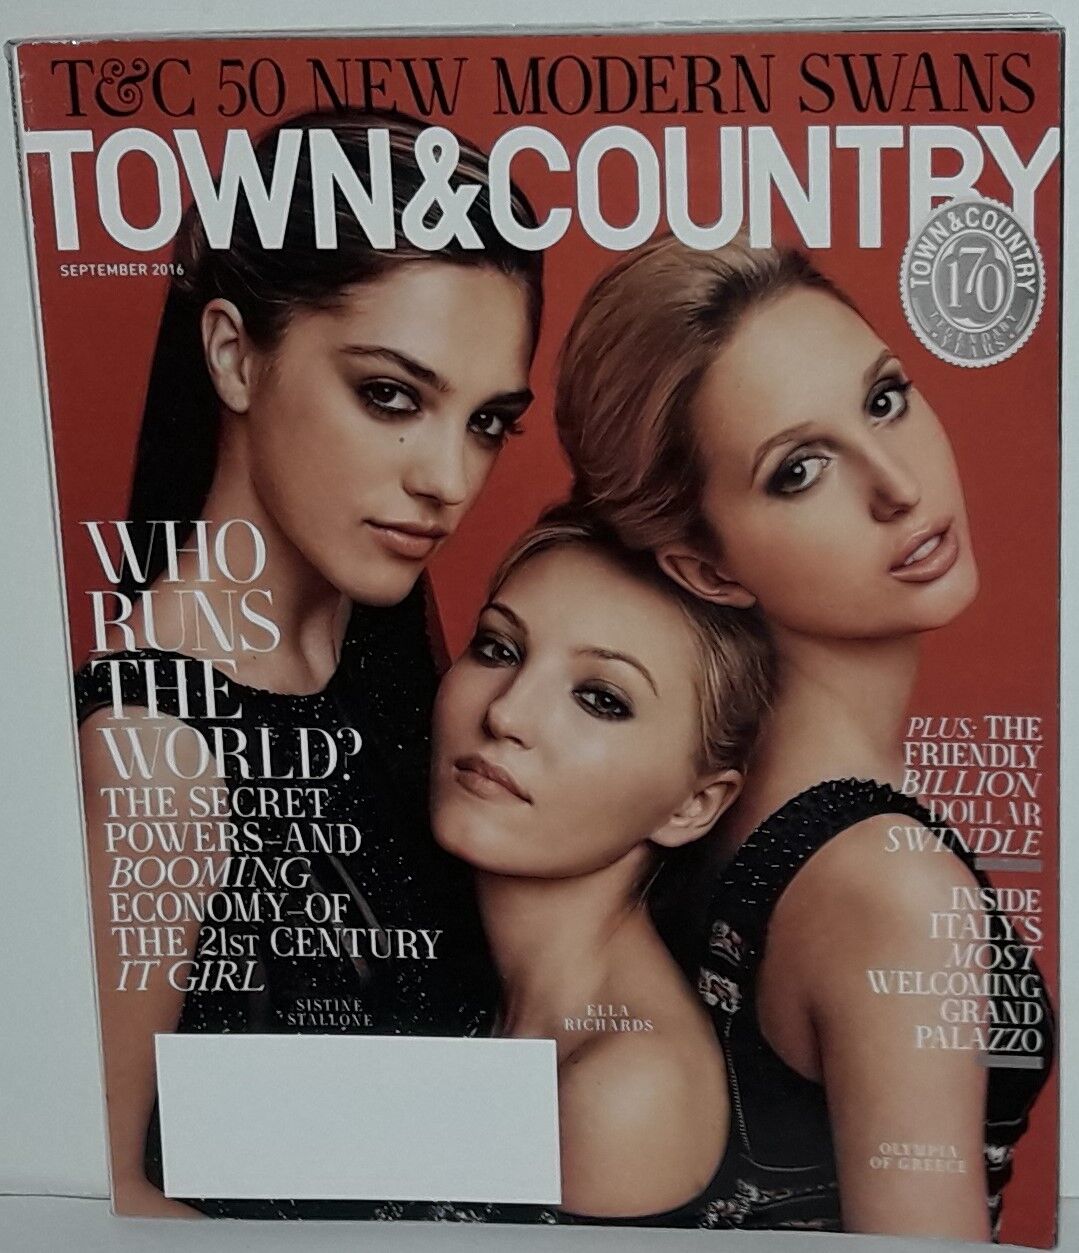 T&C 50 NEW MODERN SWANS
TOWN&COUNTRY
SEPTEMBER 2016
TOWN&COUNTRY
170
LEGENDARY
YEARS
WHO
RUNS
THE
WORLD?
THE SECRET
POWERS–AND
BOOMING
ECONOMY–OF
THE 21ST CENTURY
IT GIRL
SISTINE
STALLONE
ELLA
RICHARDS
PLUS: THE
FRIENDLY
BILLION
DOLLAR
SWINDLE
INSIDE
ITALY'S
MOST
WELCOMING
GRAND
PALAZZO
OLYMPIA
OF GREECE